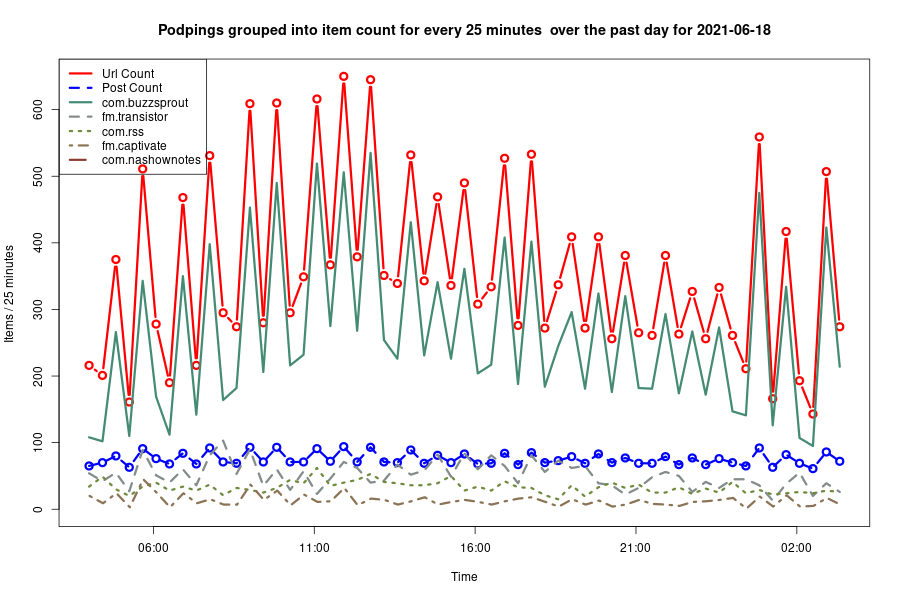 Podpings grouped into item count for every 25 minutes  over the past day for 2021-06-18
Url Count
Post Count
com.buzzsprout
fm.transistor
com.rss
fm.captivate
com.nashownotes
Items / 25 minutes
600
500
400
300
200
100
0
06:00 11:00 16:00 21:00 02:00
Time